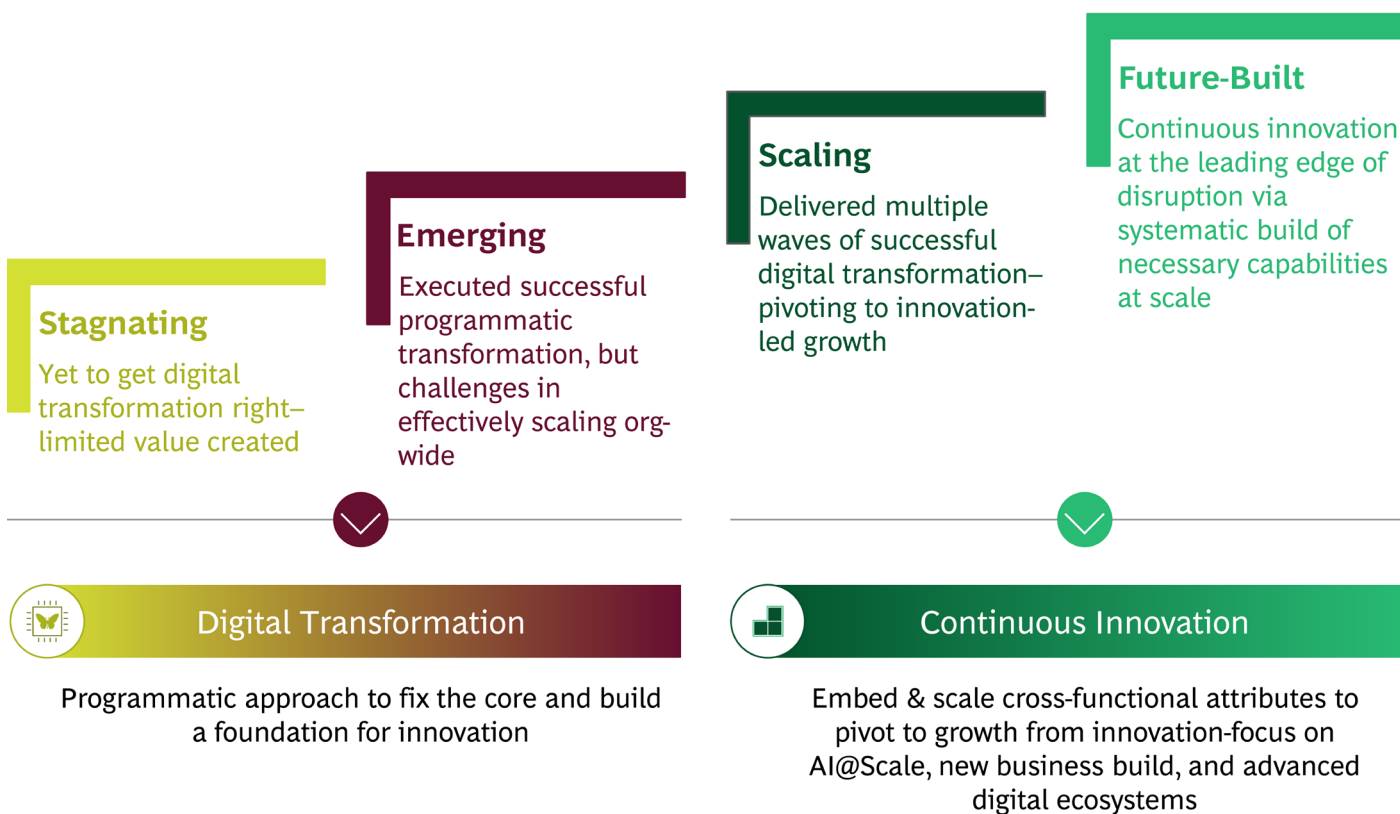 Stagnating
Yet to get digital
transformation right–
limited value created
Emerging
Executed successful
programmatic
transformation, but
challenges in
effectively scaling org-
wide
Scaling
Delivered multiple
waves of successful
digital transformation–
pivoting to innovation-
led growth
Future-Built
Continuous innovation
at the leading edge of
disruption via
systematic build of
necessary capabilities
at scale
Digital Transformation
Programmatic approach to fix the core and build
a foundation for innovation
Continuous Innovation
Embed & scale cross-functional attributes to
pivot to growth from innovation-focus on
AI@Scale, new business build, and advanced
digital ecosystems